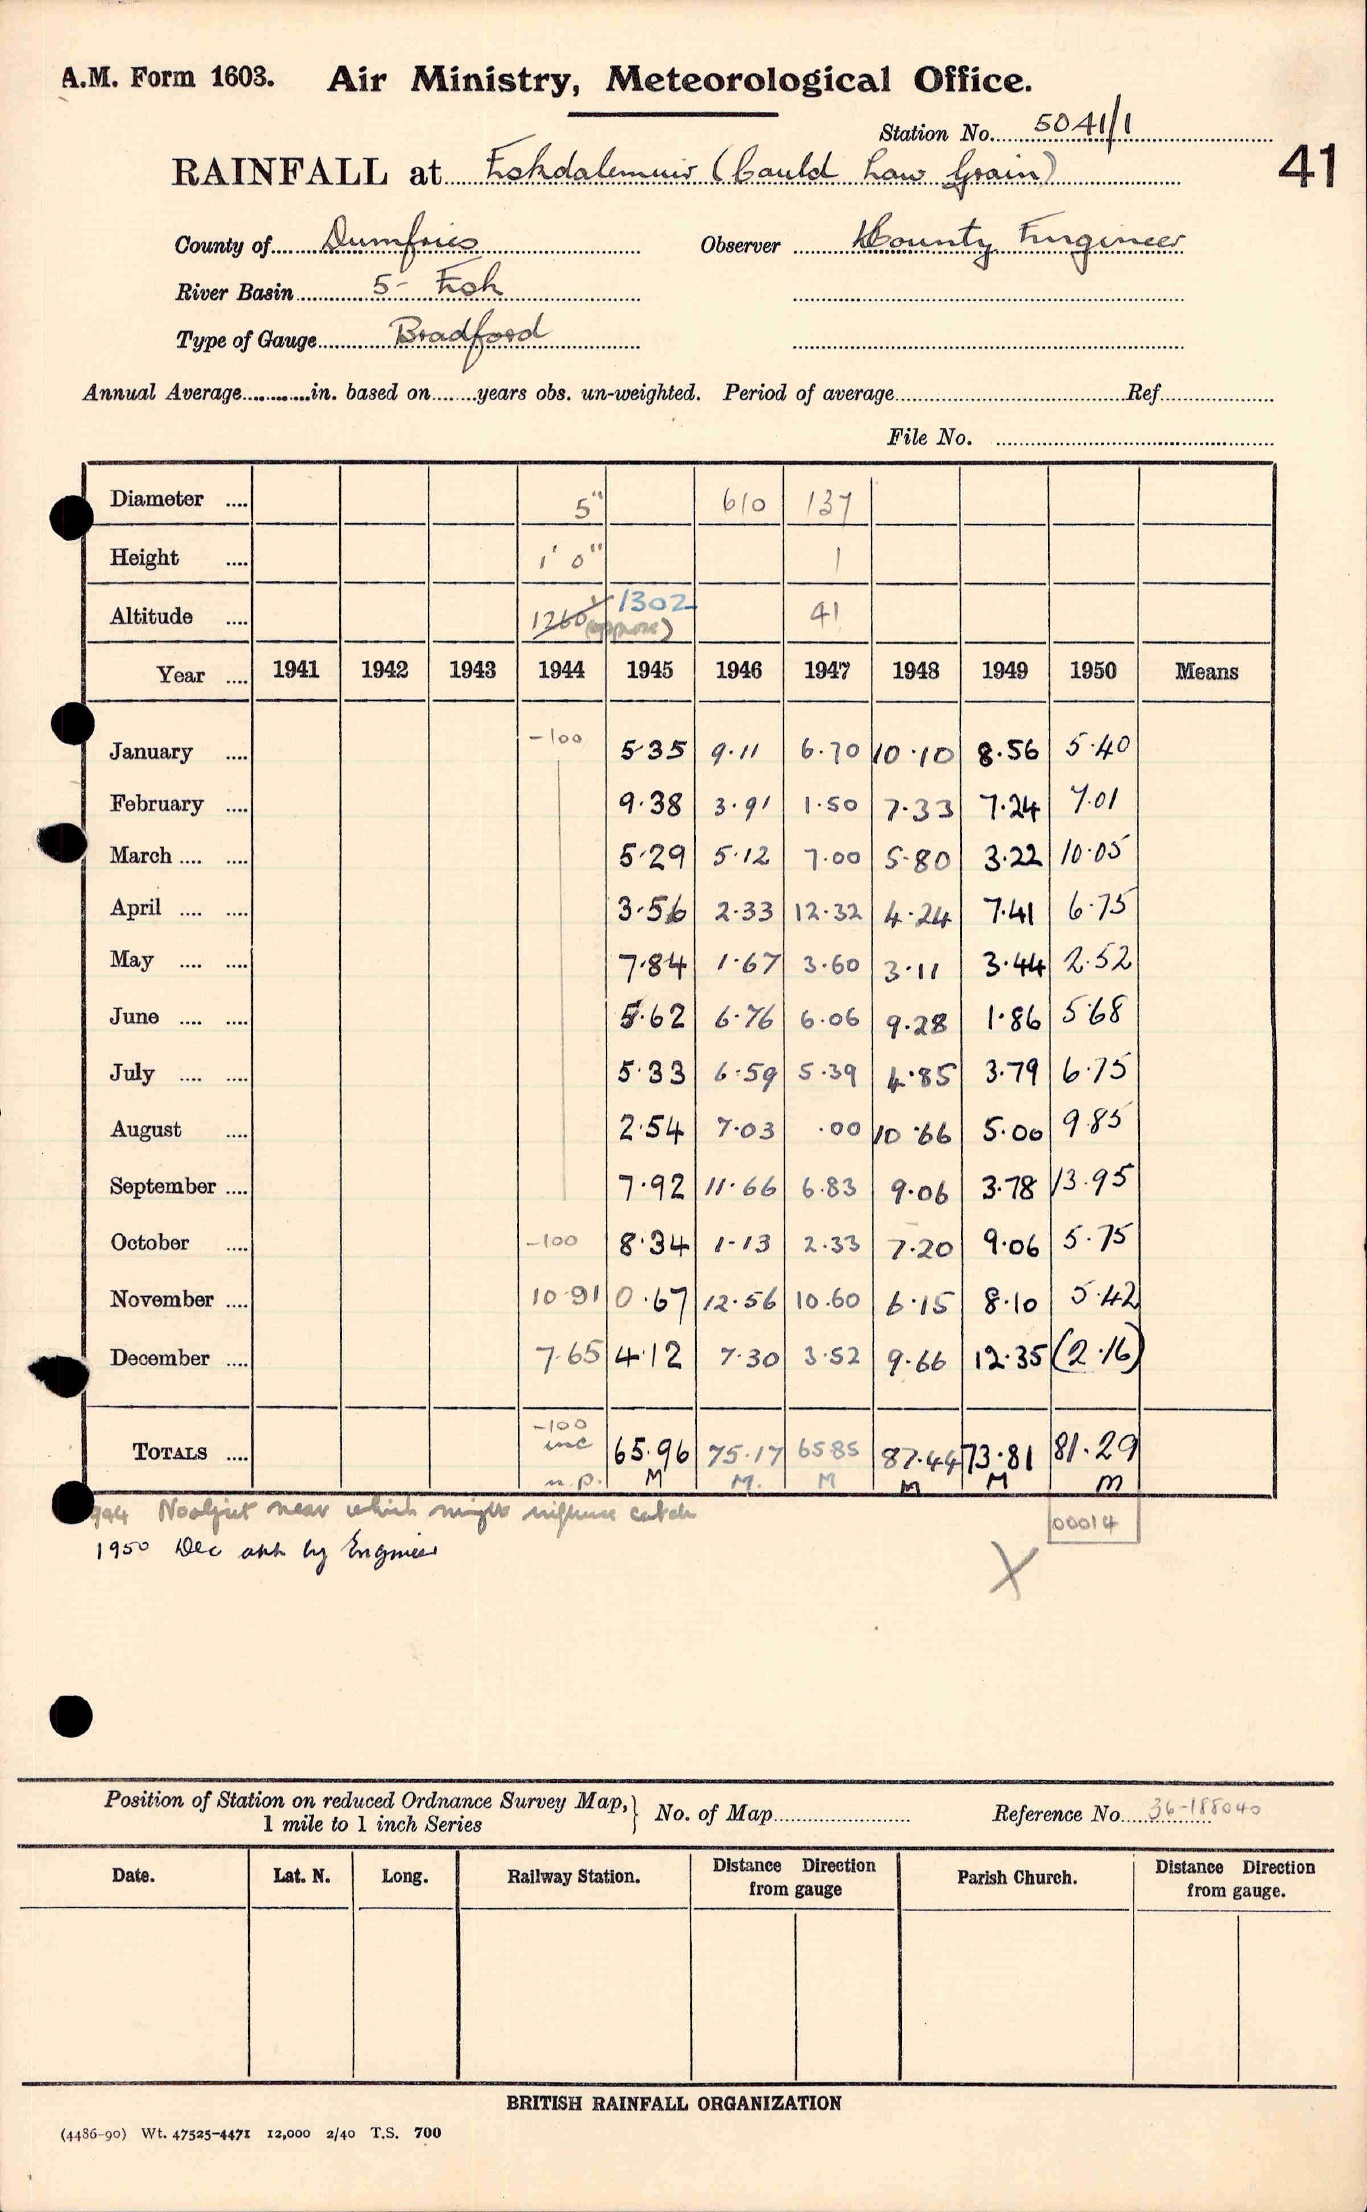 A.M. Form 1603. Air Ministry, Meteorological Office.
Station No. 5041/1
41
RAINFALL at Eskdalemuir (Cauld Law Grain)
County of Dumfries Observer County Engineer
River Basin 5- Esk
Type of Gauge Bradford
Annual Average............in. based on........years obs. un-weighted. Period of average........Ref........
File No. ........
Diameter .... 5" 610 137
Height .... 1' 0" 1
Altitude .... 1260 (approx) 1302 41
Year .... 1941 1942 1943 1944 1945 1946 1947 1948 1949 1950 Means
January .... -100 5.35 9.11 6.70 10.10 8.56 5.40
February .... 9.38 3.91 1.50 7.33 7.24 7.01
March .... .... 5.29 5.12 7.00 5.80 3.22 10.05
April .... .... 3.56 2.33 12.32 4.24 7.41 6.75
May .... .... 7.84 1.67 3.60 3.11 3.44 2.52
June .... .... 5.62 6.76 6.06 9.28 1.86 5.68
July .... .... 5.33 6.59 5.39 4.85 3.79 6.75
August .... 2.54 7.03 .00 10.66 5.00 9.85
September .... 7.92 11.66 6.83 9.06 3.78 13.95
October .... -100 8.34 1.13 2.33 7.20 9.06 5.75
November .... 10.91 0.67 12.56 10.60 6.15 8.10 5.42
December .... 7.65 4.12 7.30 3.52 9.66 12.35 (2.16)
TOTALS .... -100 inc n.p. 65.96 M 75.17 M. 65.85 M 87.44 M 73.81 M 81.29 M
944 No object near which might influence catch
00014
1950 Dec by Engineer
X
Position of Station on reduced Ordnance Survey Map, 1 mile to 1 inch Series } No. of Map........ Reference No. 36-188040
Date. Lat. N. Long. Railway Station. Distance Direction from gauge Parish Church. Distance Direction from gauge.
BRITISH RAINFALL ORGANIZATION
(4486-90) Wt. 47525-4471 12,000 2/40 T.S. 700